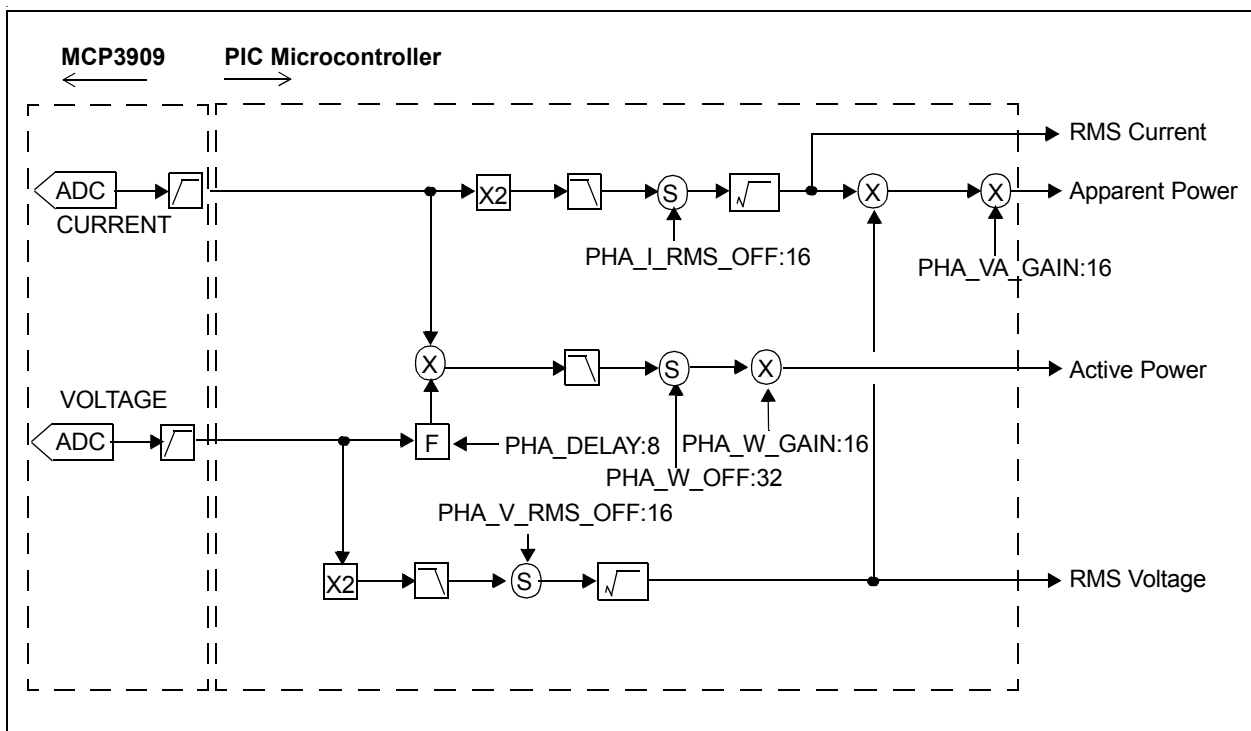 MCP3909
PIC Microcontroller
RMS Current
ADC
X2
S
√
X
X
Apparent Power
CURRENT
PHA_I_RMS_OFF:16
PHA_VA_GAIN:16
X
S
X
Active Power
VOLTAGE
ADC
F
PHA_DELAY:8
PHA_W_GAIN:16
PHA_W_OFF:32
PHA_V_RMS_OFF:16
X2
S
√
RMS Voltage